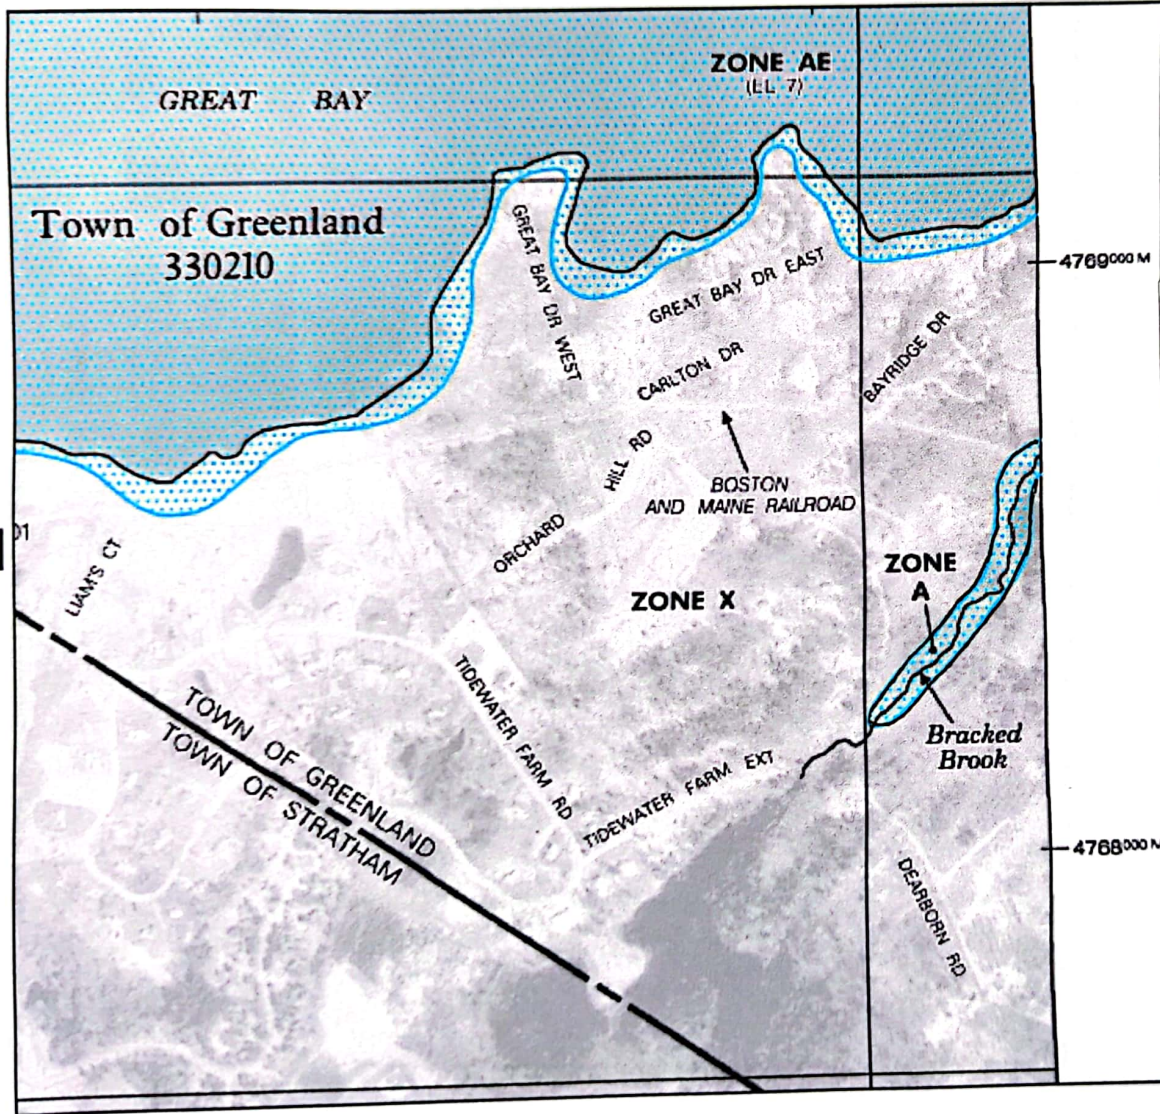 ZONE AE
(EL 7)
GREAT BAY
Town of Greenland
330210
GREAT BAY DR WEST
GREAT BAY DR EAST
4769000 M
CARLTON DR
BAYRIDGE DR
HILL RD
ORCHARD
BOSTON
AND MAINE RAILROAD
01
LIAM'S CT
ZONE X
ZONE
A
TIDEWATER FARM RD
TOWN OF GREENLAND
TOWN OF STRATHAM
Bracked
Brook
TIDEWATER FARM EXT
4768000 M
DEARBORN RD